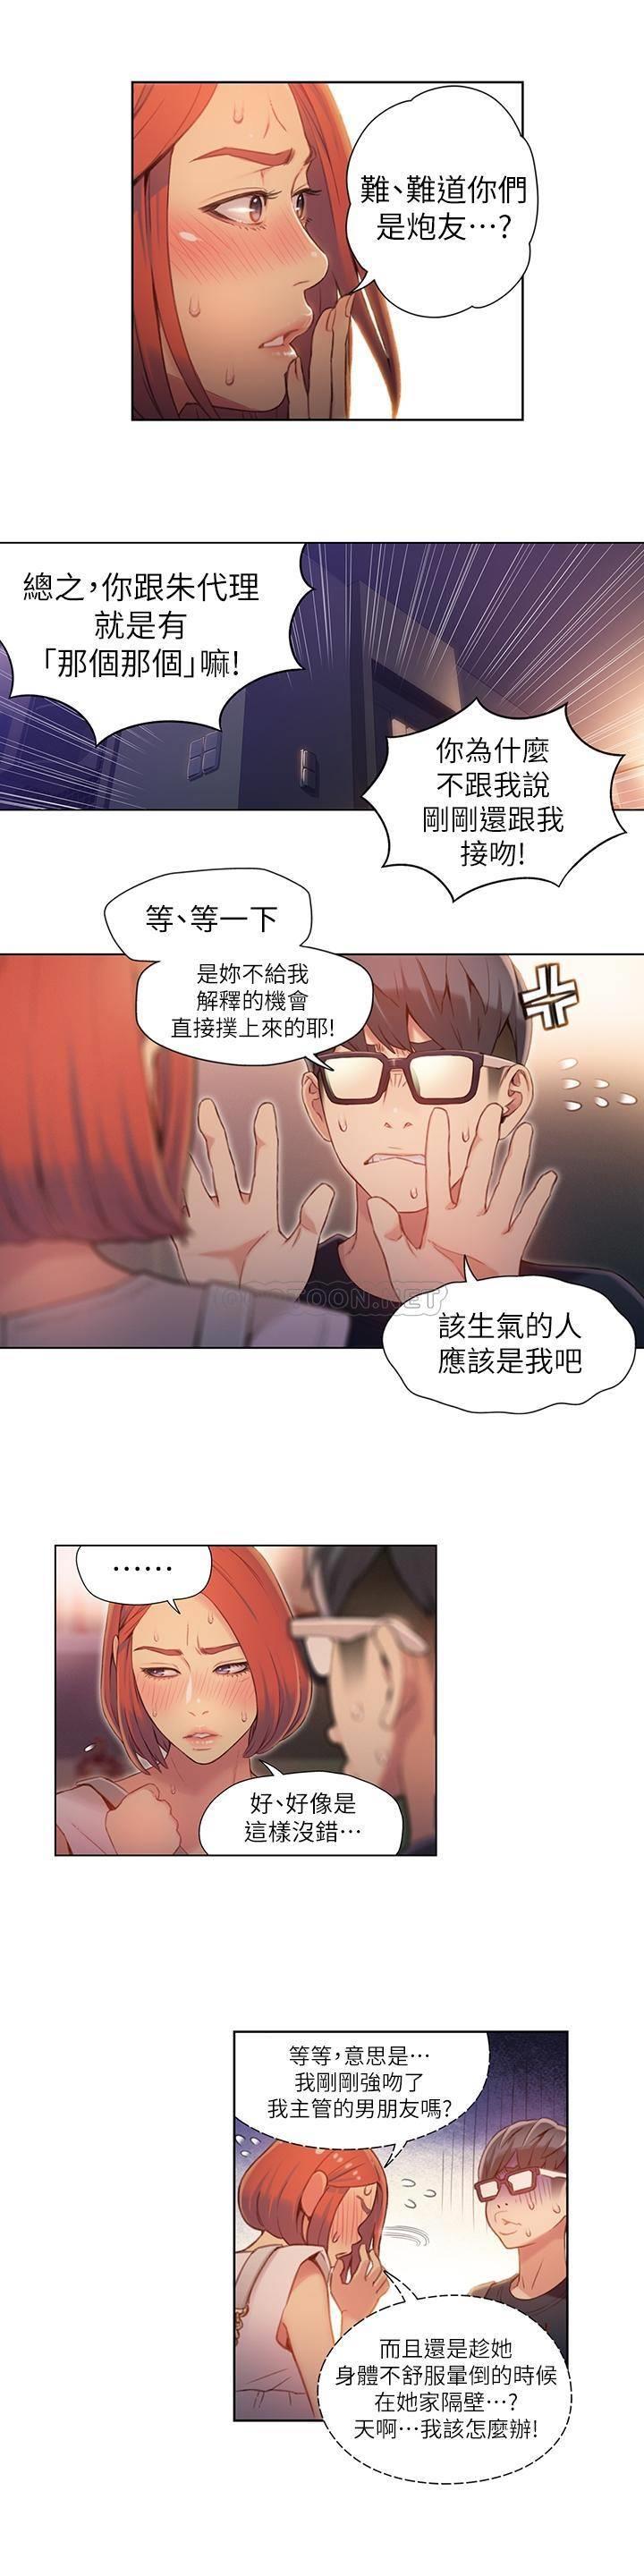 難、難道你們
是炮友…?
總之，你跟朱代理
就是有
「那個那個」嘛!
你為什麼
不跟我說
剛剛還跟我
接吻!
等、等一下
是妳不給我
解釋的機會
直接撲上來的耶!
該生氣的人
應該是我吧
……
好、好像是
這樣沒錯…
等等，意思是…
我剛剛強吻了
我主管的男朋友嗎?
而且還是趁她
身體不舒服暈倒的時候
在她家隔壁…?
天啊…我該怎麼辦!